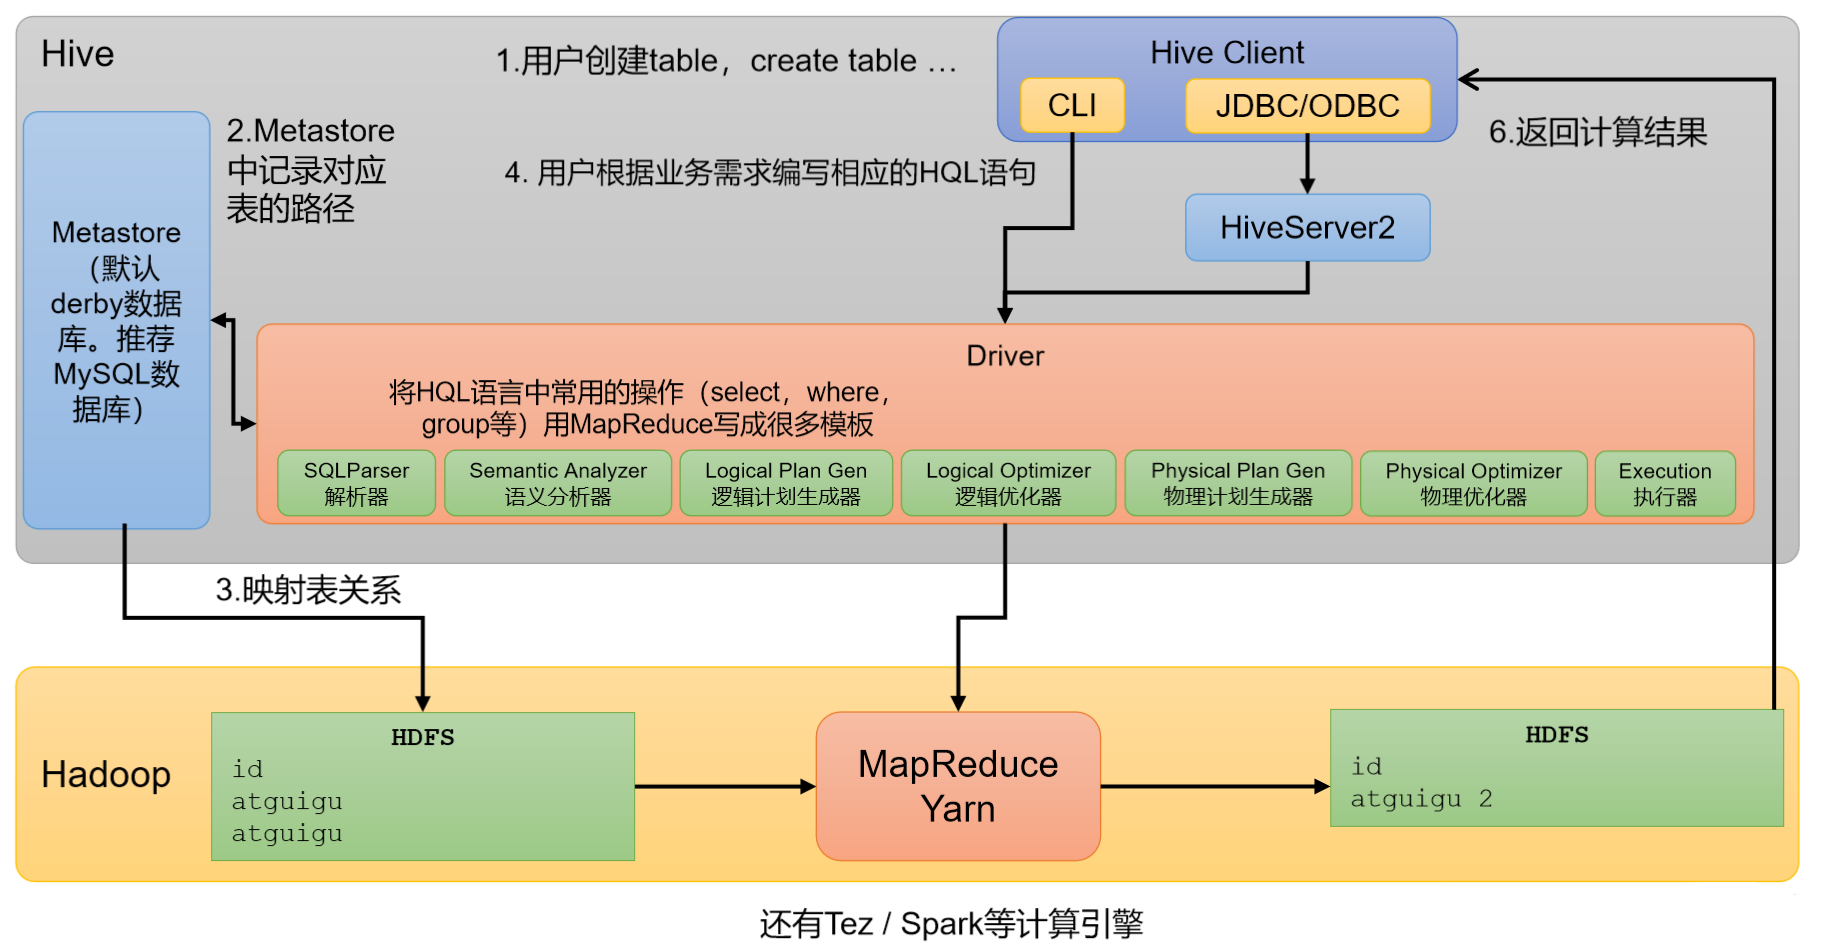 Hive
1.用户创建table，create table …
Hive Client
CLI
JDBC/ODBC
6.返回计算结果
2.Metastore
中记录对应
表的路径
4. 用户根据业务需求编写相应的HQL语句
HiveServer2
Metastore
（默认
derby数据
库。推荐
MySQL数
据库）
Driver
将HQL语言中常用的操作（select，where，
group等）用MapReduce写成很多模板
SQLParser
解析器
Semantic Analyzer
语义分析器
Logical Plan Gen
逻辑计划生成器
Logical Optimizer
逻辑优化器
Physical Plan Gen
物理计划生成器
Physical Optimizer
物理优化器
Execution
执行器
3.映射表关系
Hadoop
HDFS
id
atguigu
atguigu
MapReduce
Yarn
HDFS
id
atguigu 2
还有Tez / Spark等计算引擎